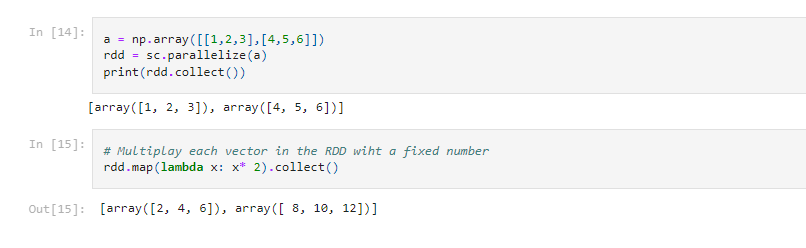 In [14]:
a = np.array([[1,2,3],[4,5,6]])
rdd = sc.parallelize(a)
print(rdd.collect())
[array([1, 2, 3]), array([4, 5, 6])]
In [15]:
# Multiplay each vector in the RDD wiht a fixed number
rdd.map(lambda x: x* 2).collect()
Out[15]: [array([2, 4, 6]), array([ 8, 10, 12])]